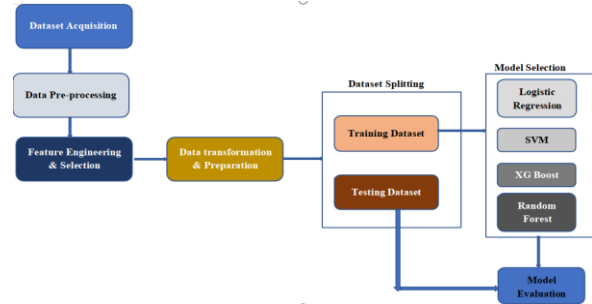 Dataset Acquisition
Data Pre-processing
Feature Engineering
& Selection
Data transformation
& Preparation
Dataset Splitting
Training Dataset
Testing Dataset
Model Selection
Logistic
Regression
SVM
XG Boost
Random
Forest
Model
Evaluation